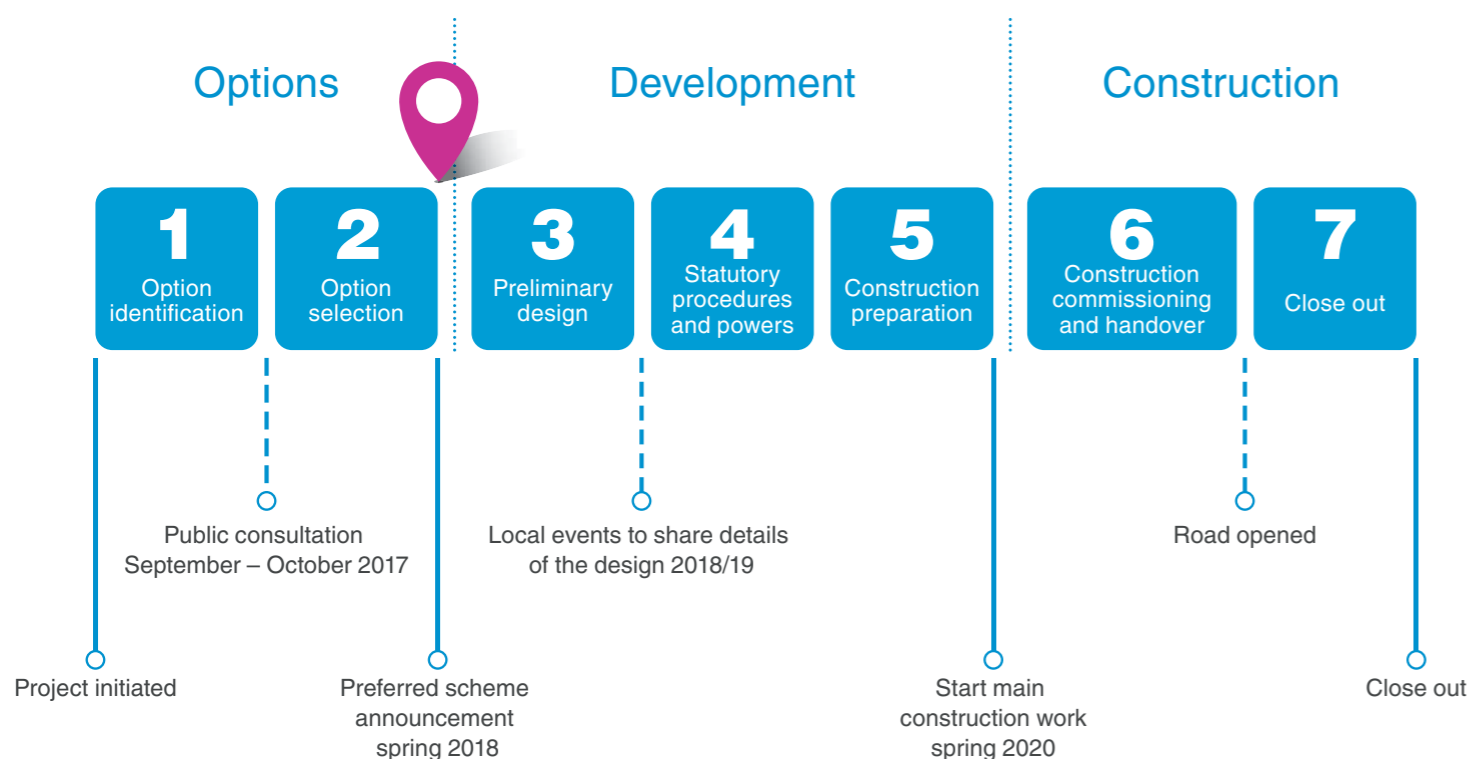 Options
Development
Construction
1
Option
identification
2
Option
selection
3
Preliminary
design
4
Statutory
procedures
and powers
5
Construction
preparation
6
Construction
commissioning
and handover
7
Close out
Public consultation
September – October 2017
Local events to share details
of the design 2018/19
Road opened
Project initiated
Preferred scheme
announcement
spring 2018
Start main
construction work
spring 2020
Close out